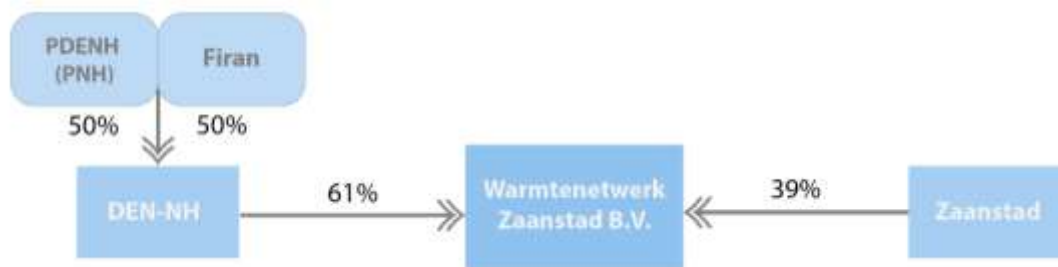 PDENH
(PNH)
Firan
50%
50%
DEN-NH
61%
Warmtenetwerk
Zaanstad B.V.
39%
Zaanstad